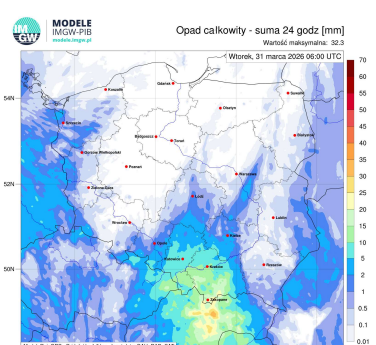 IM
GW
MODELE
IMGW-PIB
modele.imgw.pl
Opad całkowity - suma 24 godz [mm]
Wartość maksymalna: 32.3
Wtorek, 31 marca 2026 06:00 UTC
54N
52N
50N
Gdańsk
Koszalin
Suwałki
Olsztyn
Szczecin
Białystok
Bydgoszcz
Toruń
Gorzów Wielkopolski
Poznań
Warszawa
Zielona Góra
Łódź
Lublin
Wrocław
Kielce
Opole
Katowice
Kraków
Rzeszów
Zakopane
70
60
55
50
45
40
35
30
25
20
15
10
5
2
1
0.5
0.1
0.01